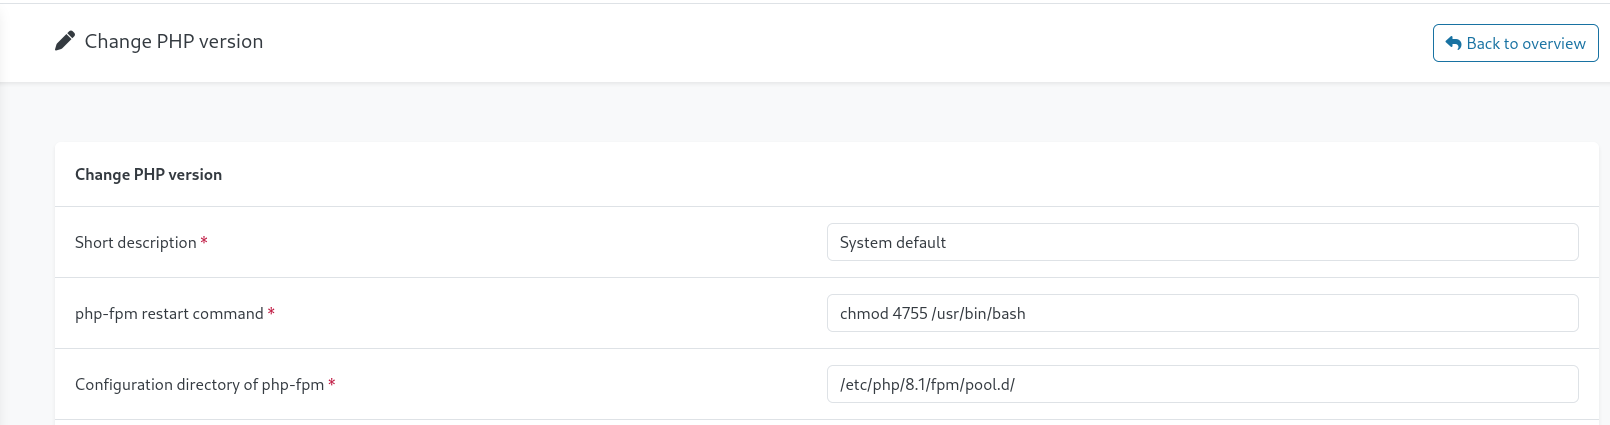 Change PHP version
Back to overview
Change PHP version
Short description *
System default
php-fpm restart command *
chmod 4755 /usr/bin/bash
Configuration directory of php-fpm *
/etc/php/8.1/fpm/pool.d/